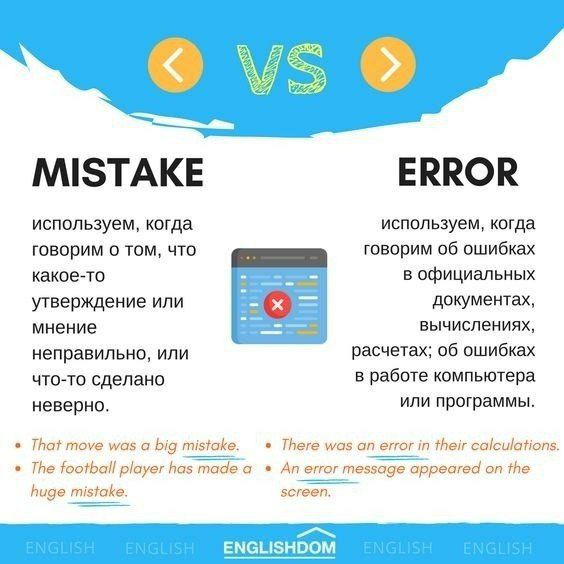 VS
MISTAKE
используем, когда
говорим о том, что
какое-то
утверждение или
мнение
неправильно, или
что-то сделано
неверно.
ERROR
используем, когда
говорим об ошибках
в официальных
документах,
вычислениях,
расчетах; об ошибках
в работе компьютера
или программы.
• That move was a big mistake.
• The football player has made a
huge mistake.
• There was an error in their calculations.
• An error message appeared on the
screen.
ENGLISH ENGLISH ENGLISHDOM ENGLISH ENGLISH